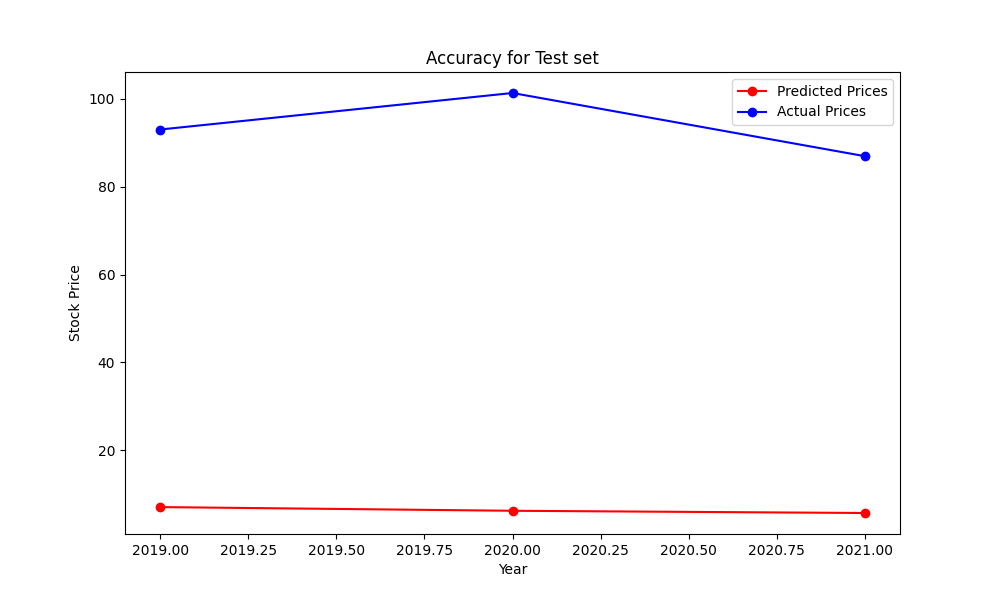 Accuracy for Test set
Predicted Prices
Actual Prices
Stock Price
100
80
60
40
20
2019.00 2019.25 2019.50 2019.75 2020.00 2020.25 2020.50 2020.75 2021.00
Year